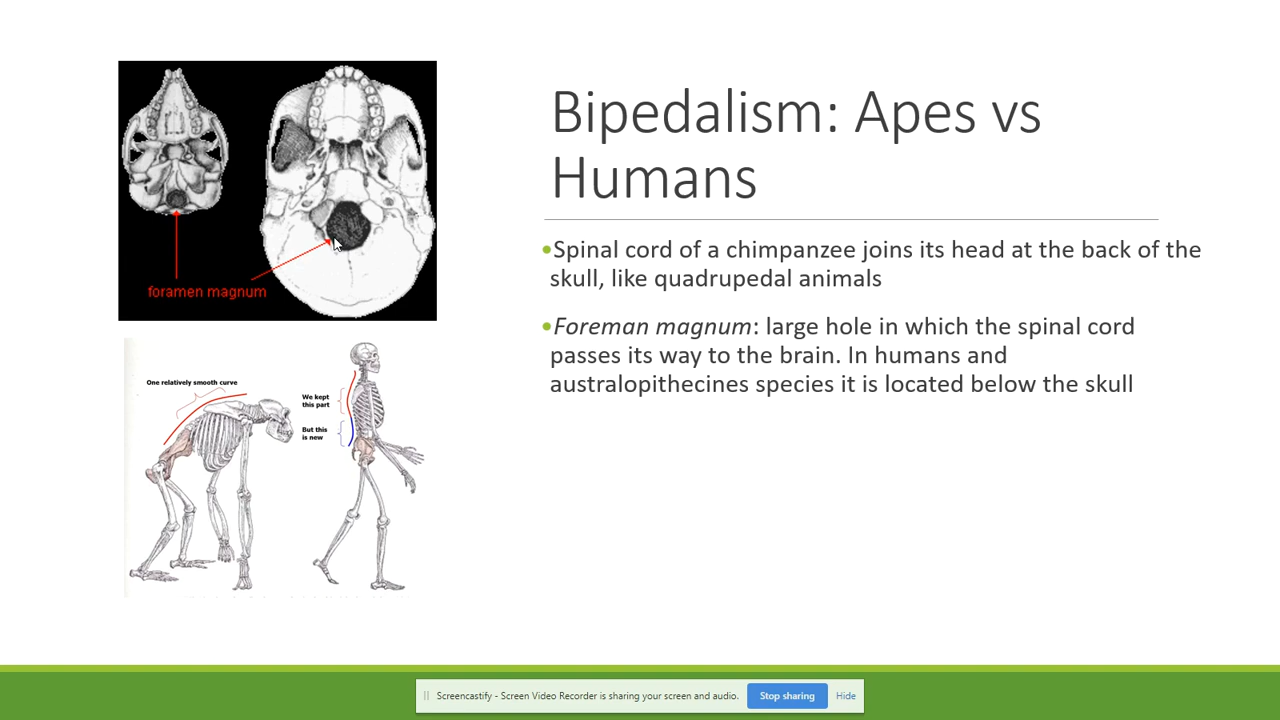 Bipedalism: Apes vs
Humans
•Spinal cord of a chimpanzee joins its head at the back of the
skull, like quadrupedal animals
•Foreman magnum: large hole in which the spinal cord
passes its way to the brain. In humans and
australopithecines species it is located below the skull
foramen magnum
One relatively smooth curve
We kept
this part
But this
is new
Screencastify - Screen Video Recorder is sharing your screen and audio.
Stop sharing
Hide